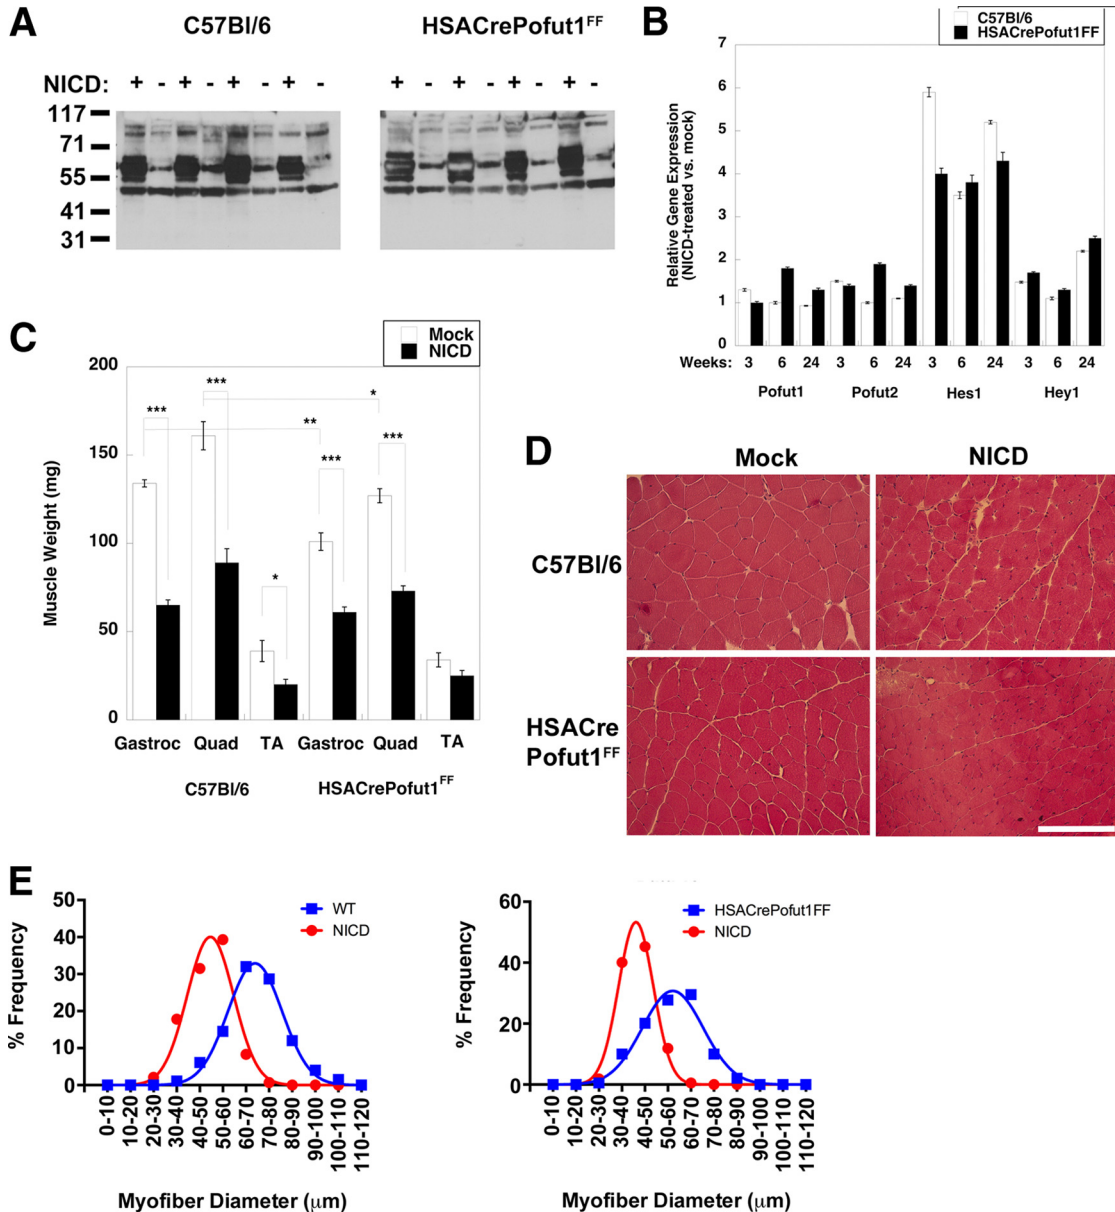 A
C57Bl/6
HSACrePofut1FF
NICD: + - + - + - + - + - + - + - + -
117
71
55
41
31
B
C57Bl/6
HSACrePofut1FF
Relative Gene Expression
(NICD-treated vs. mock)
7
6
5
4
3
2
1
0
Weeks: 3 6 24 3 6 24 3 6 24 3 6 24
Pofut1 Pofut2 Hes1 Hey1
C
Mock
NICD
Muscle Weight (mg)
200
150
100
50
0
*** *** * ** *** * ***
Gastroc Quad TA Gastroc Quad TA
C57Bl/6 HSACrePofut1FF
D
Mock NICD
C57Bl/6
HSACre
Pofut1FF
E
% Frequency
50
40
30
20
10
0
WT
NICD
0-10 10-20 20-30 30-40 40-50 50-60 60-70 70-80 80-90 90-100 100-110 110-120
Myofiber Diameter (μm)
% Frequency
60
40
20
0
HSACrePofut1FF
NICD
0-10 10-20 20-30 30-40 40-50 50-60 60-70 70-80 80-90 90-100 100-110 110-120
Myofiber Diameter (μm)